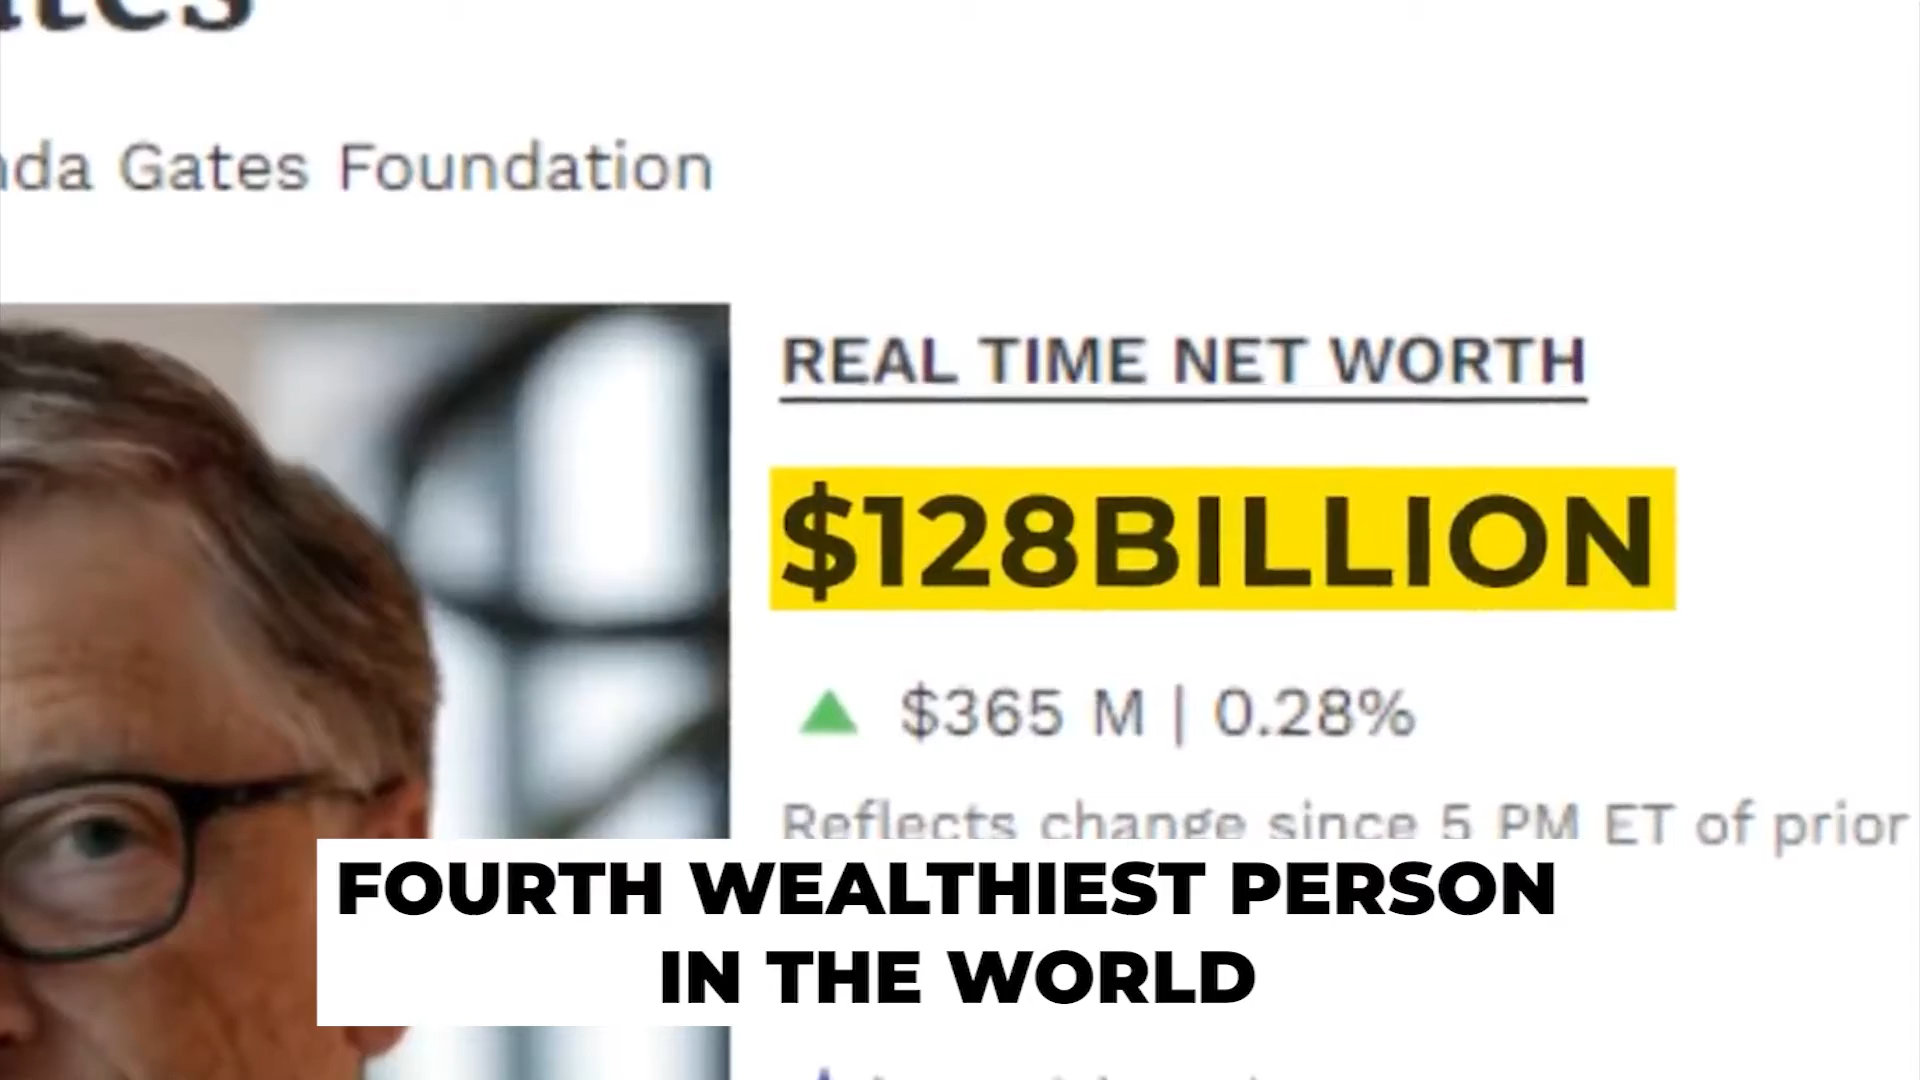 nda Gates Foundation
REAL TIME NET WORTH
$128BILLION
$365 M | 0.28%
Reflects change since 5 PM ET of prior
FOURTH WEALTHIEST PERSON
IN THE WORLD